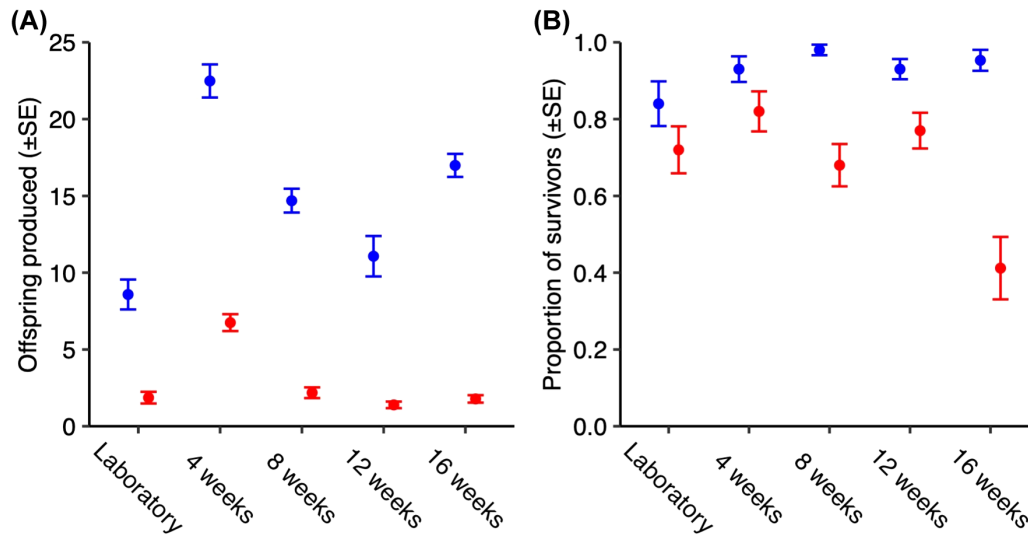 (A)
Offspring produced (±SE)
25
20
15
10
5
0
Laboratory
4 weeks
8 weeks
12 weeks
16 weeks
(B)
Proportion of survivors (±SE)
1.0
0.8
0.6
0.4
0.2
0.0
Laboratory
4 weeks
8 weeks
12 weeks
16 weeks